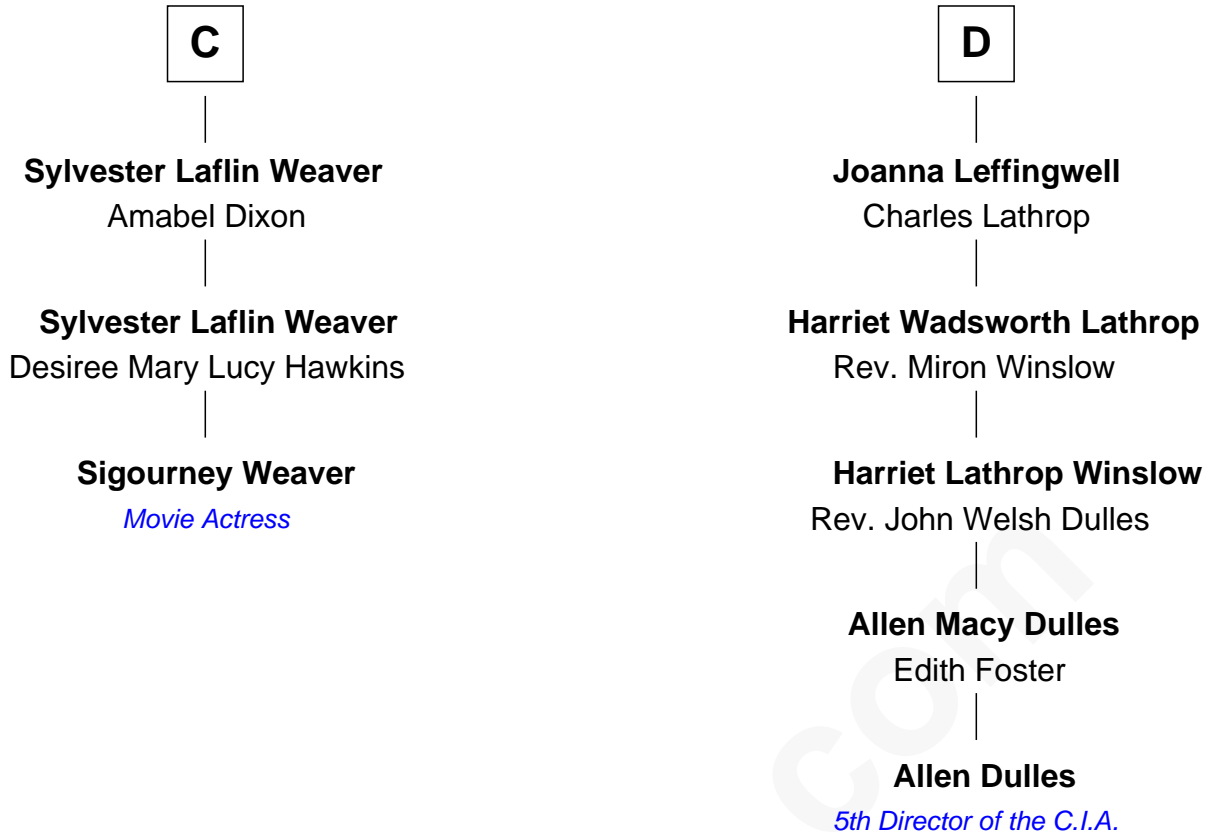 C
Sylvester Laflin Weaver
Amabel Dixon
Sylvester Laflin Weaver
Desiree Mary Lucy Hawkins
Sigourney Weaver
Movie Actress
D
Joanna Leffingwell
Charles Lathrop
Harriet Wadsworth Lathrop
Rev. Miron Winslow
Harriet Lathrop Winslow
Rev. John Welsh Dulles
Allen Macy Dulles
Edith Foster
Allen Dulles
5th Director of the C.I.A.
com